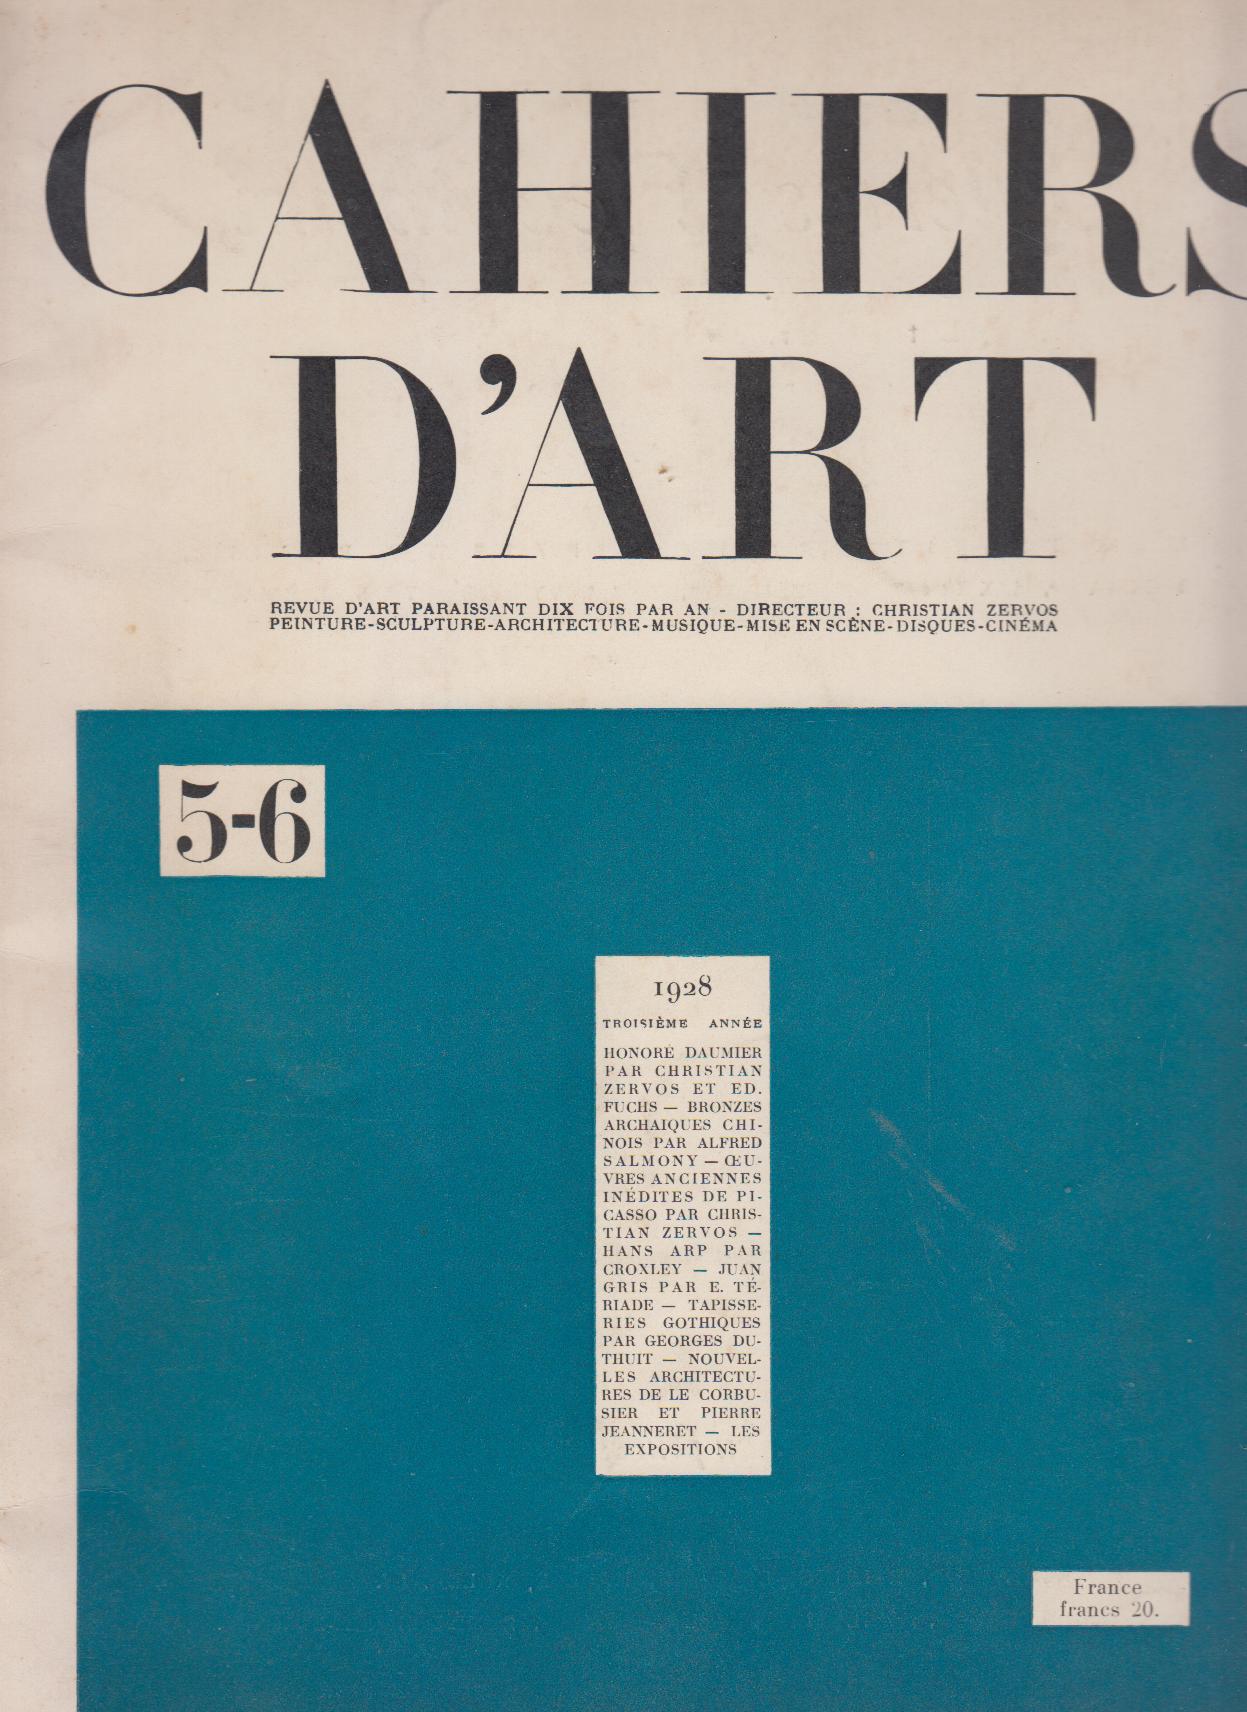 CAHIERS
D'ART
REVUE D'ART PARAISSANT DIX FOIS PAR AN - DIRECTEUR : CHRISTIAN ZERVOS
PEINTURE-SCULPTURE-ARCHITECTURE-MUSIQUE-MISE EN SCÈNE-DISQUES-CINÉMA
5-6
1928
TROISIÈME ANNÉE
HONORÉ DAUMIER
PAR CHRISTIAN
ZERVOS ET ED.
FUCHS — BRONZES
ARCHAIQUES CHI-
NOIS PAR ALFRED
SALMONY — ŒU-
VRES ANCIENNES
INÉDITES DE PI-
CASSO PAR CHRIS-
TIAN ZERVOS —
HANS ARP PAR
CROXLEY — JUAN
GRIS PAR E. TÉ-
RIADE — TAPISSE-
RIES GOTHIQUES
PAR GEORGES DU-
THUIT — NOUVEL-
LES ARCHITECTU-
RES DE LE CORBU-
SIER ET PIERRE
JEANNERET — LES
EXPOSITIONS
France
francs 20.